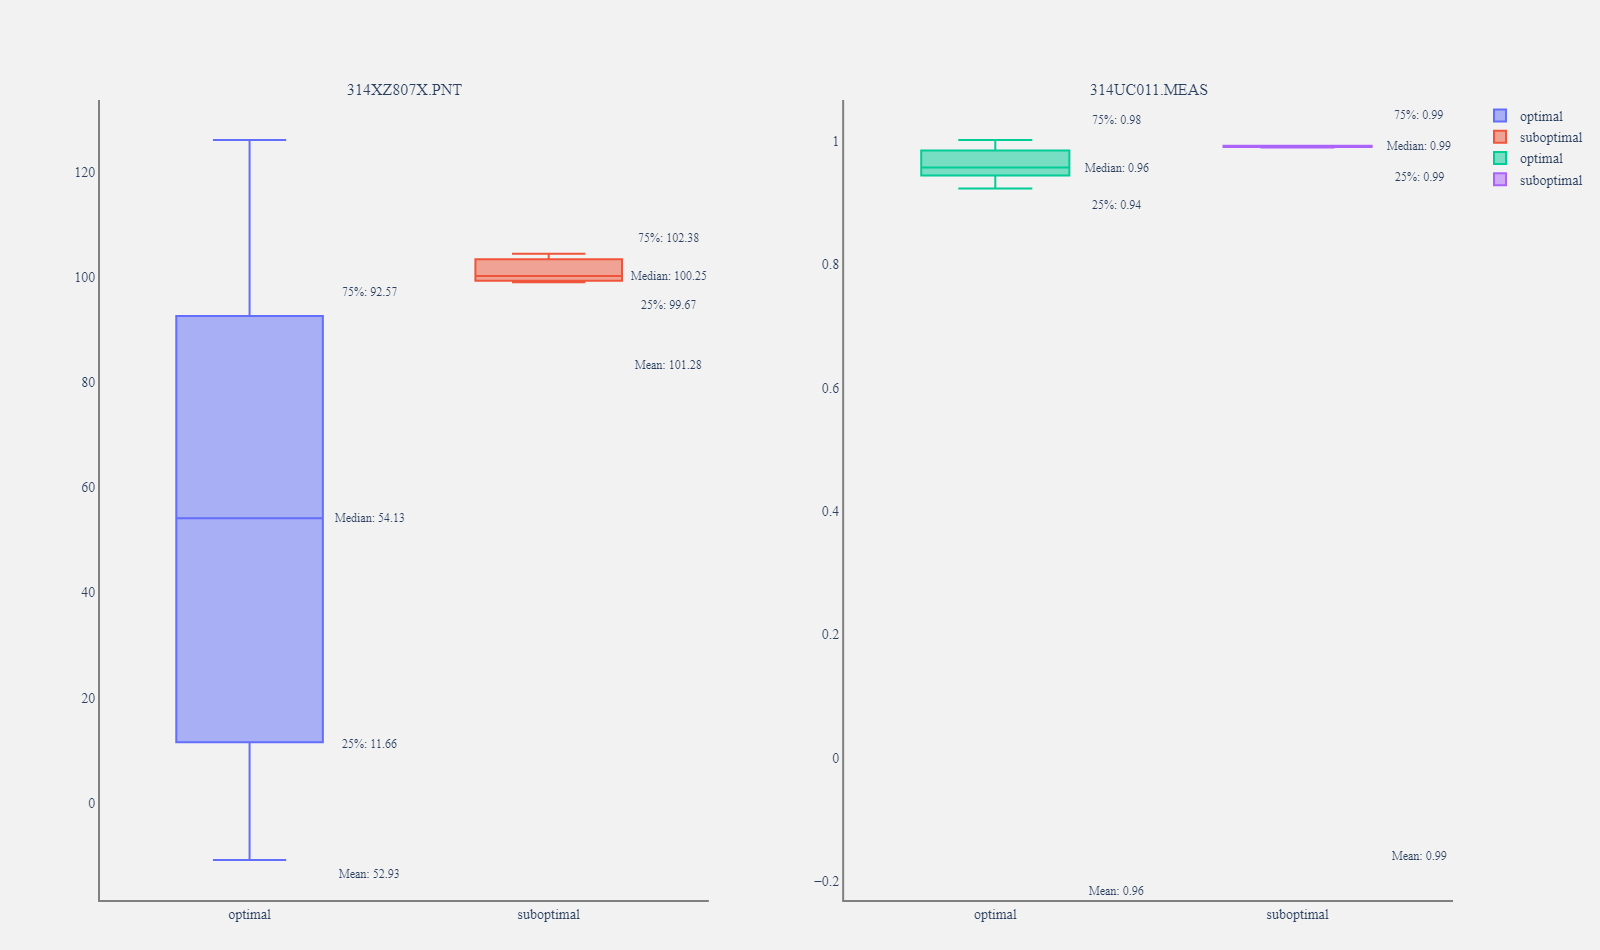 314XZ807X.PNT
120
100
80
60
40
20
0
75%: 92.57
Median: 54.13
25%: 11.66
Mean: 52.93
75%: 102.38
Median: 100.25
25%: 99.67
Mean: 101.28
optimal
suboptimal
314UC011.MEAS
1
0.8
0.6
0.4
0.2
0
−0.2
75%: 0.98
Median: 0.96
25%: 0.94
Mean: 0.96
75%: 0.99
Median: 0.99
25%: 0.99
Mean: 0.99
optimal
suboptimal
optimal
suboptimal
optimal
suboptimal